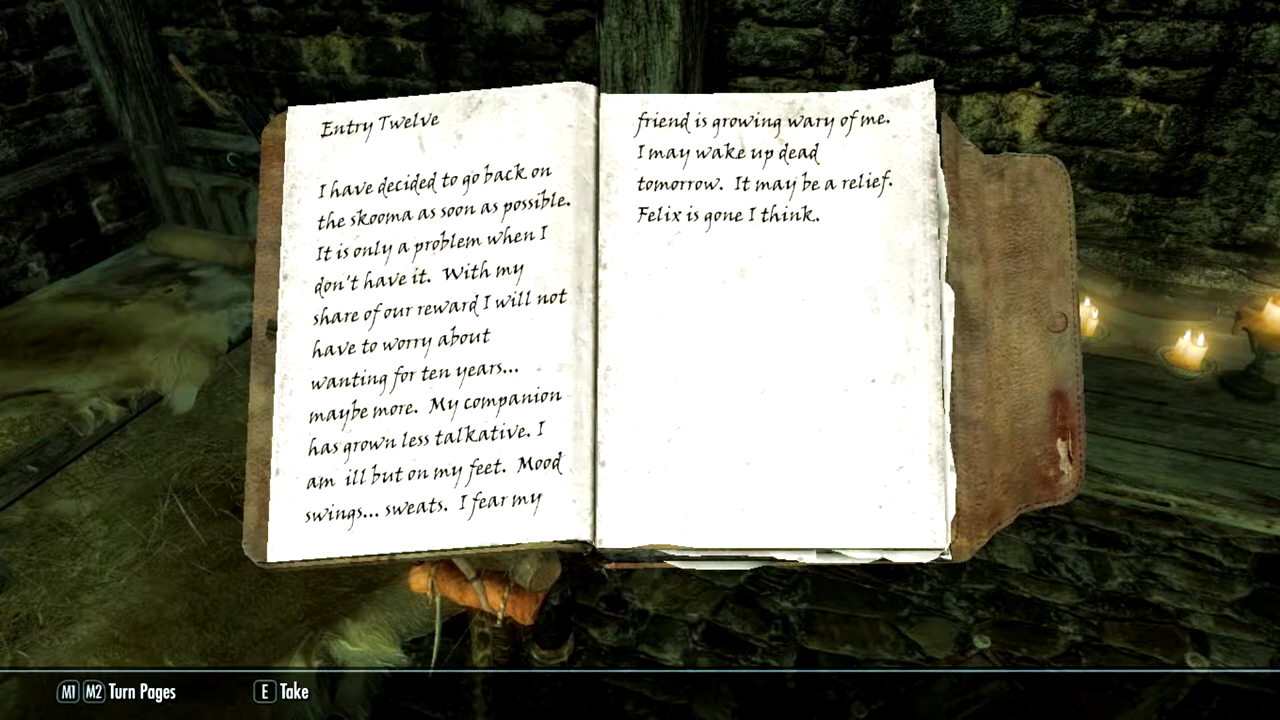 Entry Twelve
I have decided to go back on
the skooma as soon as possible.
It is only a problem when I
don't have it. With my
share of our reward I will not
have to worry about
wanting for ten years...
maybe more. My companion
has grown less talkative. I
am ill but on my feet. Mood
swings... sweats. I fear my
friend is growing wary of me.
I may wake up dead
tomorrow. It may be a relief.
Felix is gone I think.
M1 M2 Turn Pages
E Take